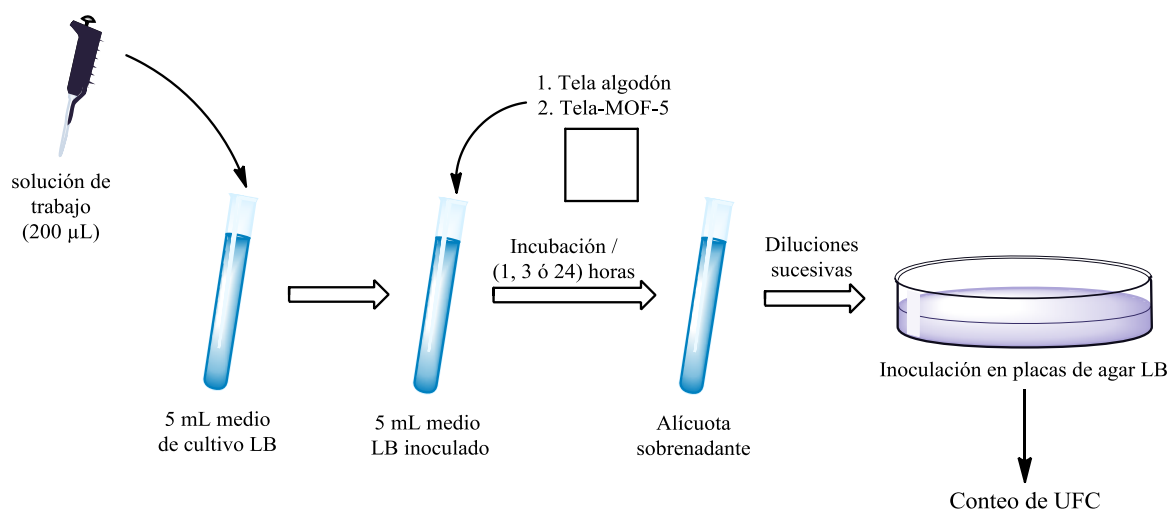 solución de
trabajo
(200 µL)
5 mL medio
de cultivo LB
1. Tela algodón
2. Tela-MOF-5
5 mL medio
LB inoculado
Incubación /
(1, 3 ó 24) horas
Alícuota
sobrenadante
Diluciones
sucesivas
Inoculación en placas de agar LB
Conteo de UFC